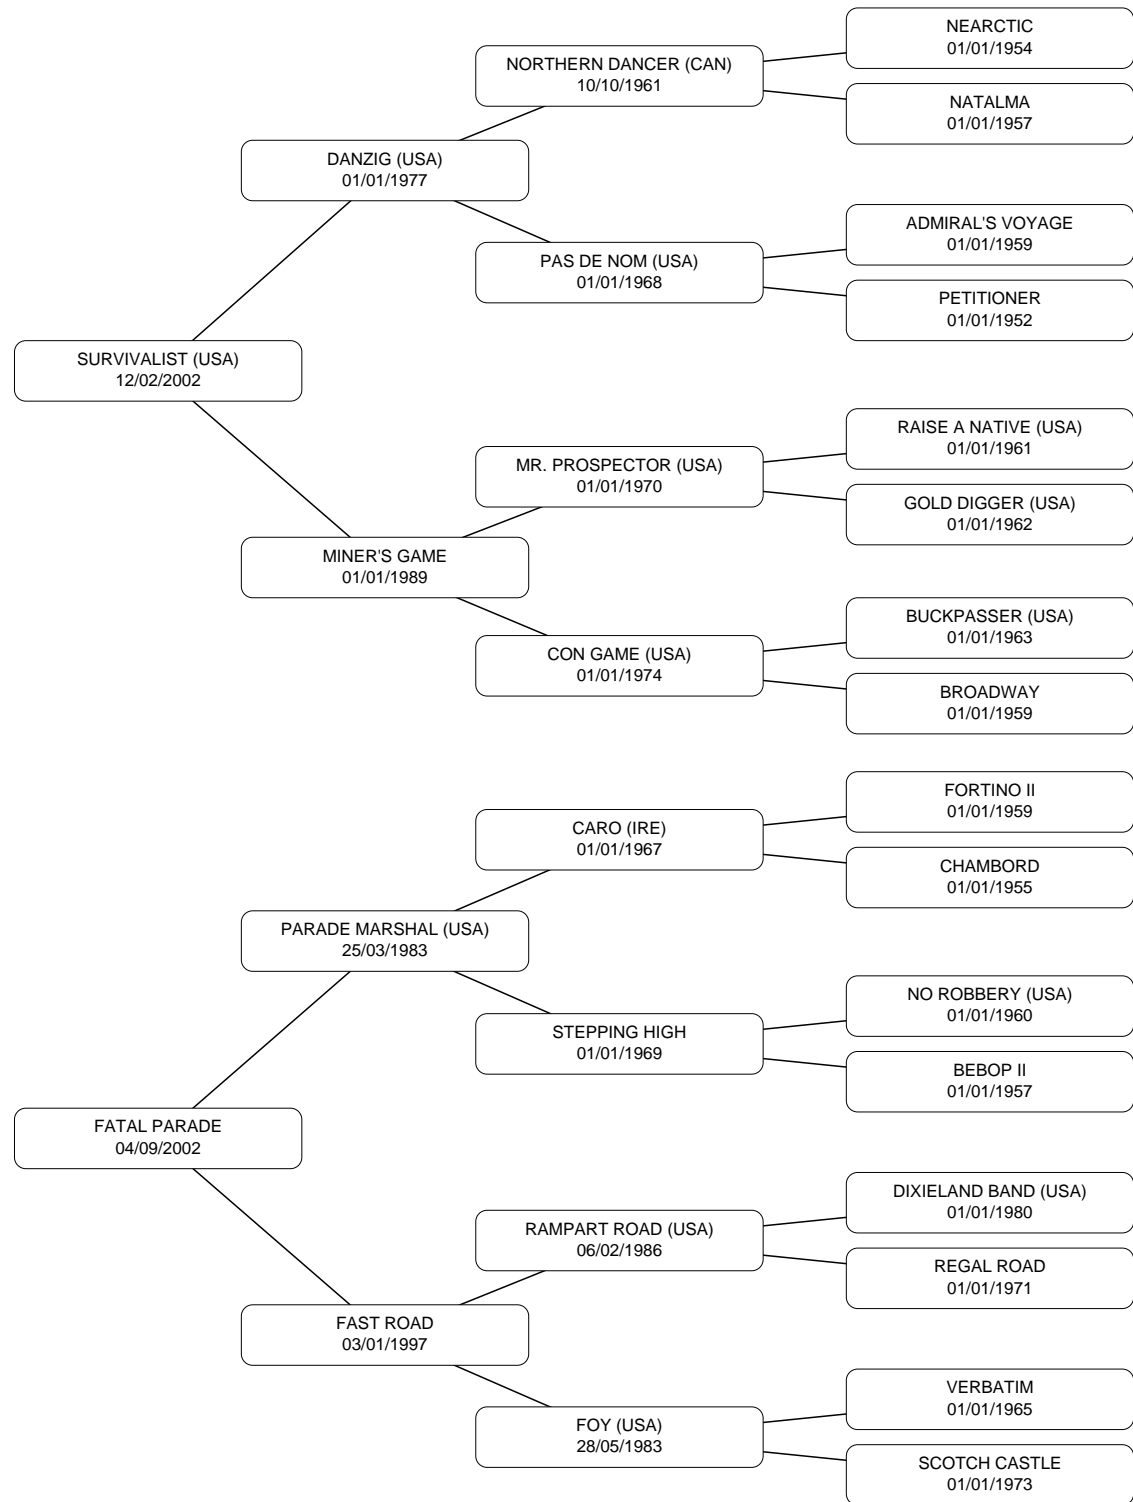 NEARCTIC
01/01/1954
NORTHERN DANCER (CAN)
10/10/1961
NATALMA
01/01/1957
DANZIG (USA)
01/01/1977
ADMIRAL'S VOYAGE
01/01/1959
PAS DE NOM (USA)
01/01/1968
PETITIONER
01/01/1952
SURVIVALIST (USA)
12/02/2002
RAISE A NATIVE (USA)
01/01/1961
MR. PROSPECTOR (USA)
01/01/1970
GOLD DIGGER (USA)
01/01/1962
MINER'S GAME
01/01/1989
BUCKPASSER (USA)
01/01/1963
CON GAME (USA)
01/01/1974
BROADWAY
01/01/1959
FORTINO II
01/01/1959
CARO (IRE)
01/01/1967
CHAMBORD
01/01/1955
PARADE MARSHAL (USA)
25/03/1983
NO ROBBERY (USA)
01/01/1960
STEPPING HIGH
01/01/1969
BEBOP II
01/01/1957
FATAL PARADE
04/09/2002
DIXIELAND BAND (USA)
01/01/1980
RAMPART ROAD (USA)
06/02/1986
REGAL ROAD
01/01/1971
FAST ROAD
03/01/1997
VERBATIM
01/01/1965
FOY (USA)
28/05/1983
SCOTCH CASTLE
01/01/1973